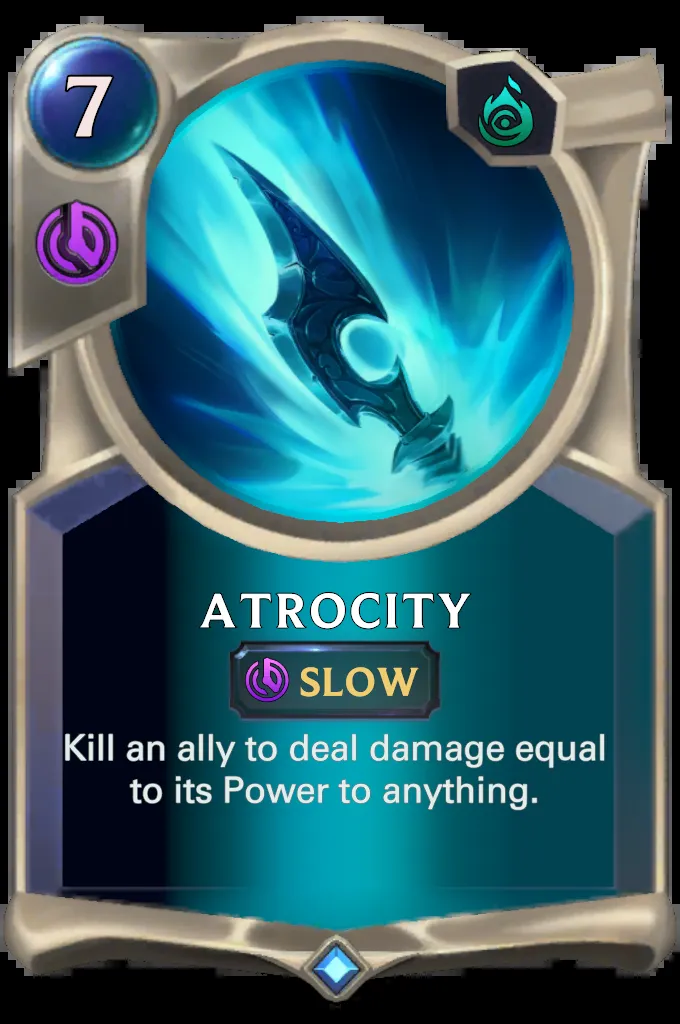 7
ATROCITY
SLOW
Kill an ally to deal damage equal
to its Power to anything.